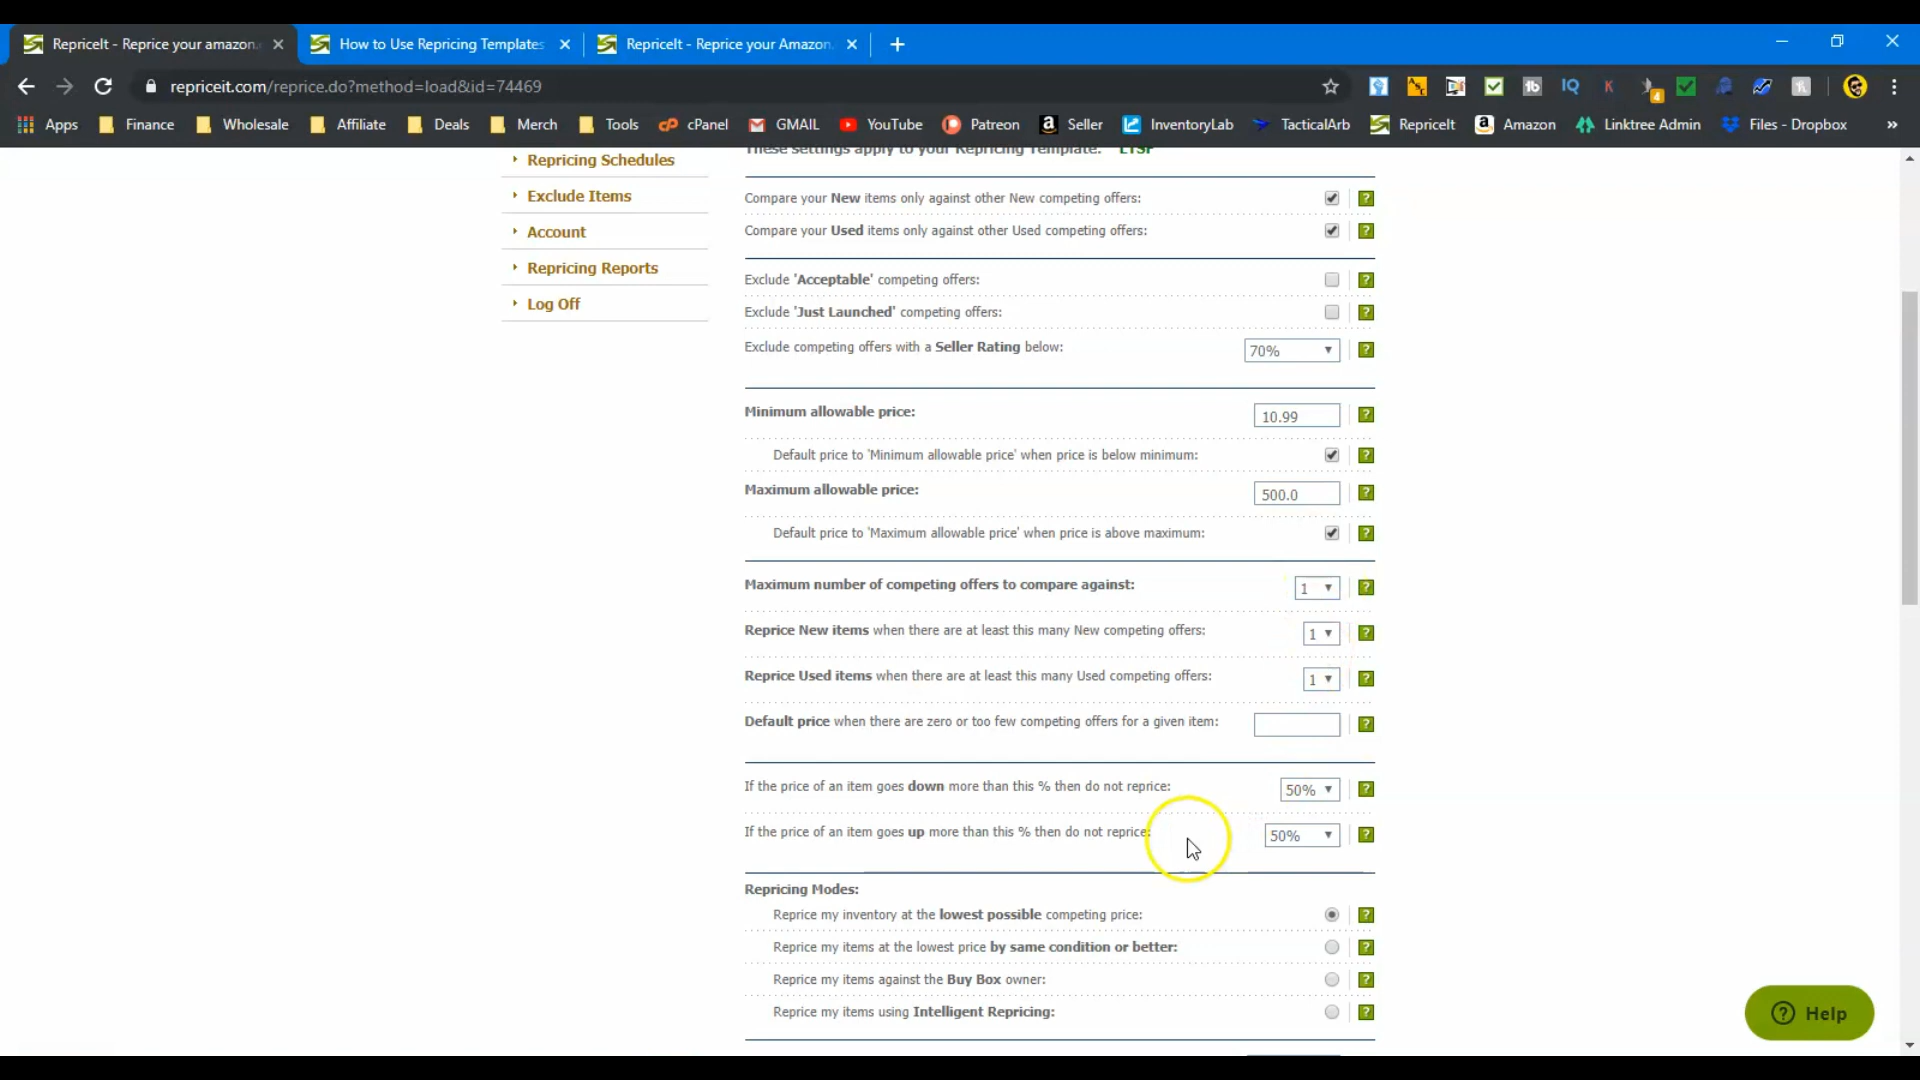 RepriceIt - Reprice your amazon.
How to Use Repricing Templates
RepriceIt - Reprice your Amazon.
repriceit.com/reprice.do?method=load&id=74469
Apps Finance Wholesale Affiliate Deals Merch Tools cPanel GMAIL YouTube Patreon Seller InventoryLab TacticalArb RepriceIt Amazon Linktree Admin Files - Dropbox »
Repricing Schedules
Exclude Items
Account
Repricing Reports
Log Off
These settings apply to your Repricing Template: LTSF
Compare your New items only against other New competing offers: ?
Compare your Used items only against other Used competing offers: ?
Exclude 'Acceptable' competing offers: ?
Exclude 'Just Launched' competing offers: ?
Exclude competing offers with a Seller Rating below: 70% ?
Minimum allowable price: 10.99 ?
Default price to 'Minimum allowable price' when price is below minimum: ?
Maximum allowable price: 500.0 ?
Default price to 'Maximum allowable price' when price is above maximum: ?
Maximum number of competing offers to compare against: 1 ?
Reprice New items when there are at least this many New competing offers: 1 ?
Reprice Used items when there are at least this many Used competing offers: 1 ?
Default price when there are zero or too few competing offers for a given item: ?
If the price of an item goes down more than this % then do not reprice: 50% ?
If the price of an item goes up more than this % then do not reprice: 50% ?
Repricing Modes:
Reprice my inventory at the lowest possible competing price: ?
Reprice my items at the lowest price by same condition or better: ?
Reprice my items against the Buy Box owner: ?
Reprice my items using Intelligent Repricing: ?
? Help